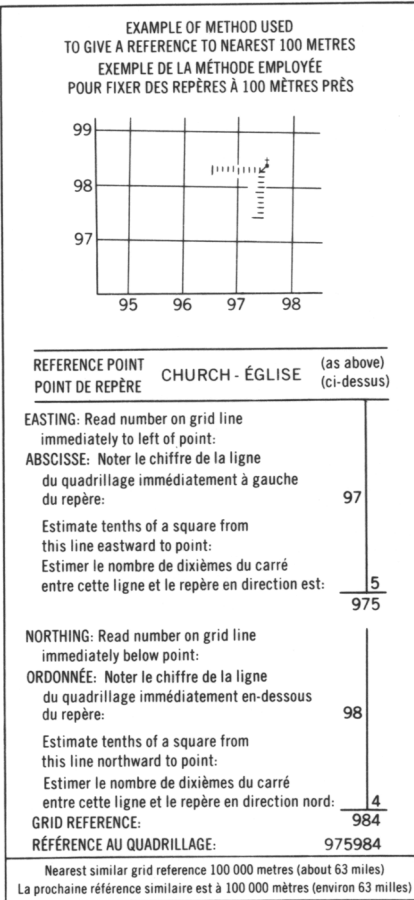 EXAMPLE OF METHOD USED
TO GIVE A REFERENCE TO NEAREST 100 METRES
EXEMPLE DE LA MÉTHODE EMPLOYÉE
POUR FIXER DES REPÈRES À 100 MÈTRES PRÈS
99
98
97
95 96 97 98
REFERENCE POINT
POINT DE REPÈRE
CHURCH - ÉGLISE
(as above)
(ci-dessus)
EASTING: Read number on grid line
immediately to left of point:
ABSCISSE: Noter le chiffre de la ligne
du quadrillage immédiatement à gauche
du repère: 97
Estimate tenths of a square from
this line eastward to point:
Estimer le nombre de dixièmes du carré
entre cette ligne et le repère en direction est: 5
975
NORTHING: Read number on grid line
immediately below point:
ORDONNÉE: Noter le chiffre de la ligne
du quadrillage immédiatement en-dessous
du repère: 98
Estimate tenths of a square from
this line northward to point:
Estimer le nombre de dixièmes du carré
entre cette ligne et le repère en direction nord: 4
GRID REFERENCE: 984
RÉFÉRENCE AU QUADRILLAGE: 975984
Nearest similar grid reference 100 000 metres (about 63 miles)
La prochaine référence similaire est à 100 000 mètres (environ 63 milles)